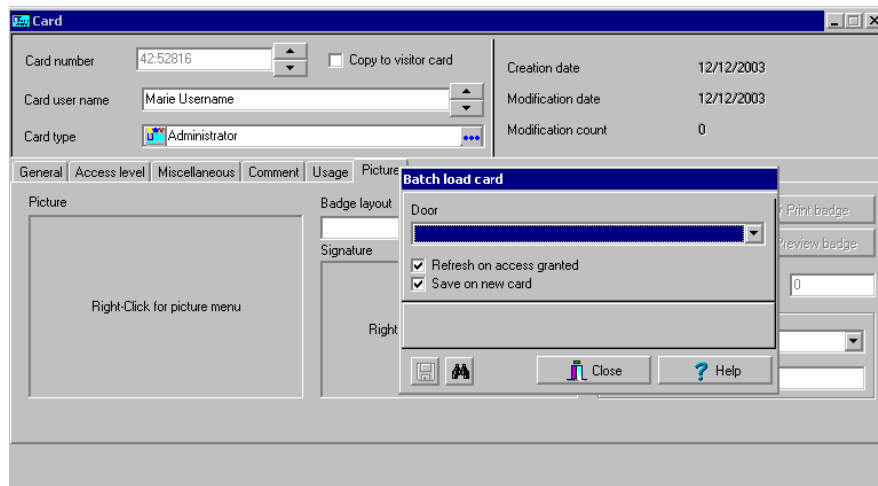 Card
Card number
42:52816
Copy to visitor card
Card user name
Marie Username
Card type
Administrator
Creation date
12/12/2003
Modification date
12/12/2003
Modification count
0
General
Access level
Miscellaneous
Comment
Usage
Picture
Picture
Right-Click for picture menu
Badge layout
Signature
Right
Batch load card
Door
Refresh on access granted
Save on new card
Close
Help
Print badge
Preview badge
0